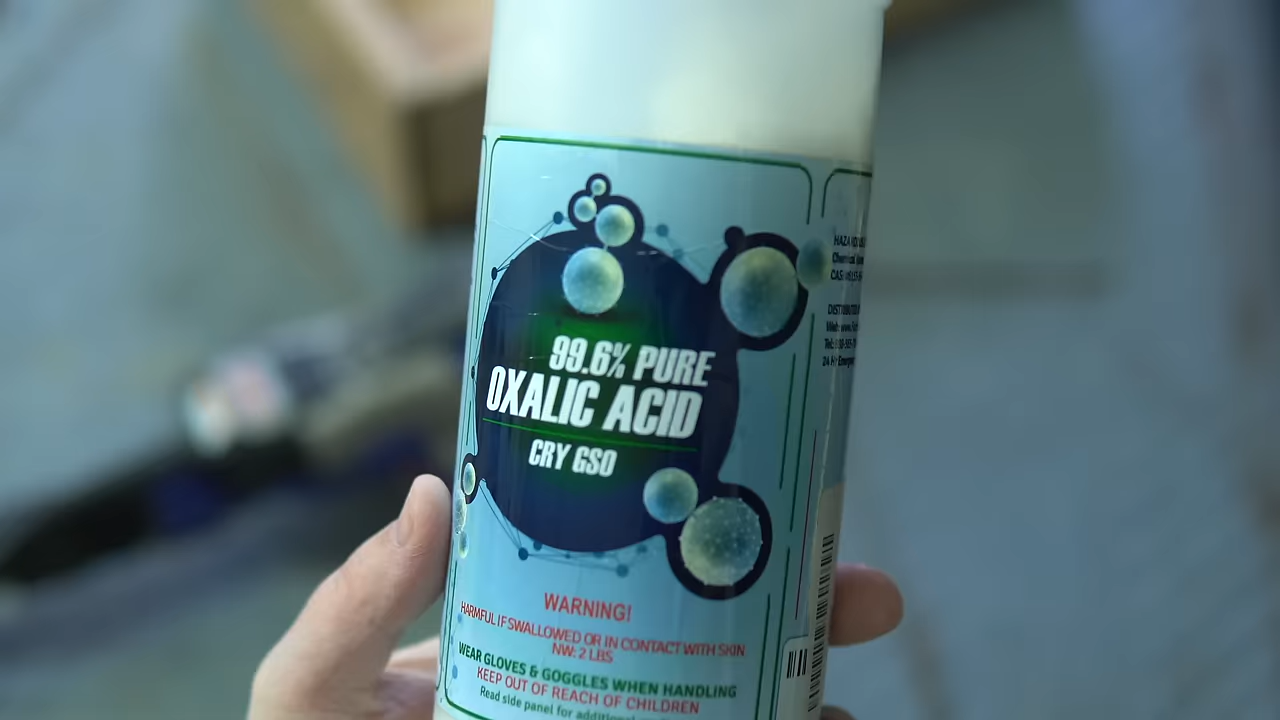 99.6% PURE
OXALIC ACID
CRY GSO
WARNING!
HARMFUL IF SWALLOWED OR IN CONTACT WITH SKIN
NW: 2 LBS
WEAR GLOVES & GOGGLES WHEN HANDLING
KEEP OUT OF REACH OF CHILDREN
Read side panel for